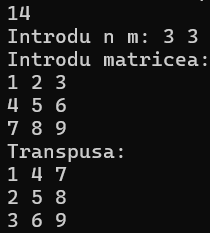 14
Introdu n m: 3 3
Introdu matricea:
1 2 3
4 5 6
7 8 9
Transpusa:
1 4 7
2 5 8
3 6 9